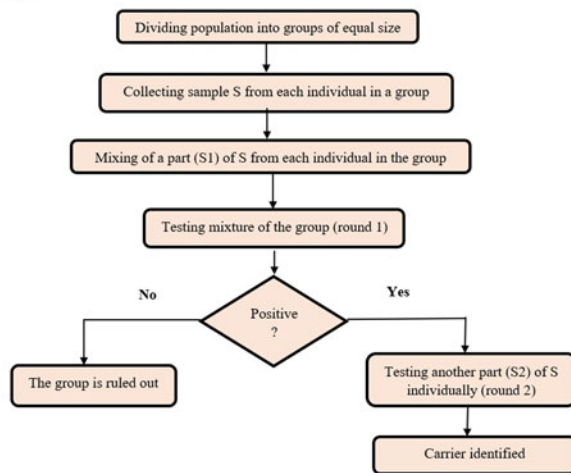 Dividing population into groups of equal size
Collecting sample S from each individual in a group
Mixing of a part (S1) of S from each individual in the group
Testing mixture of the group (round 1)
No
Yes
Positive
?
The group is ruled out
Testing another part (S2) of S
individually (round 2)
Carrier identified